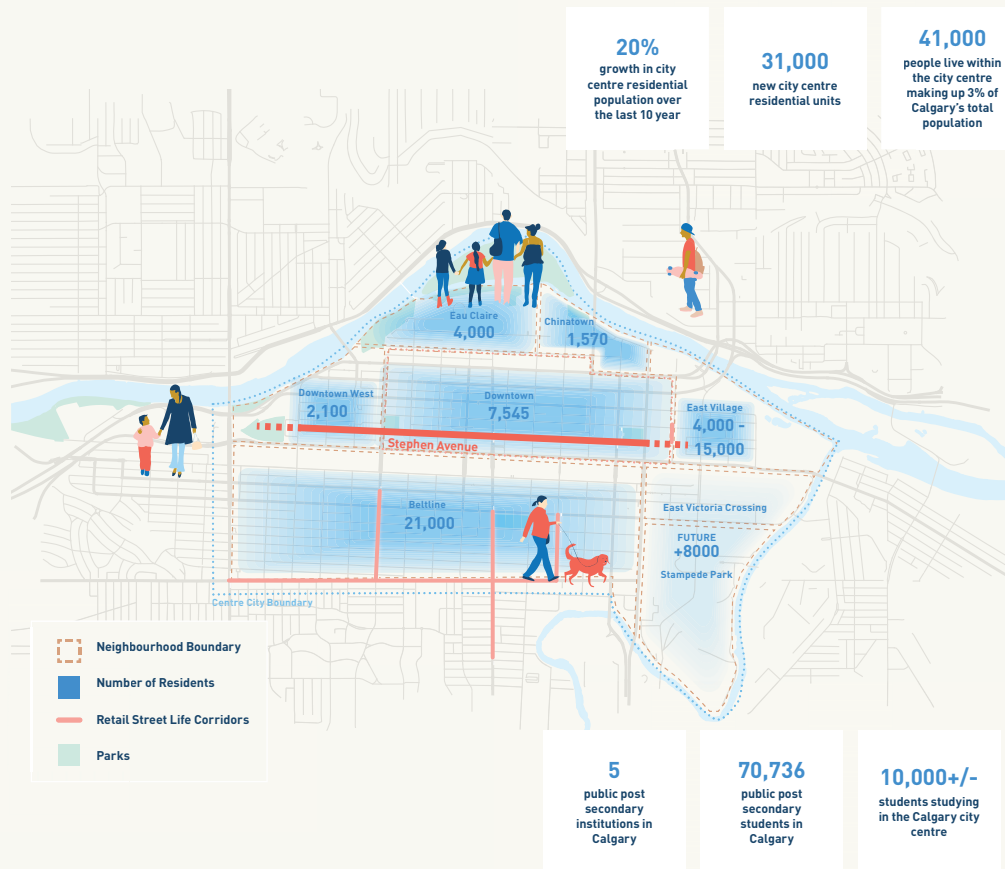 20%
growth in city
centre residential
population over
the last 10 year
31,000
new city centre
residential units
41,000
people live within
the city centre
making up 3% of
Calgary's total
population
Eau Claire
4,000
Chinatown
1,570
Downtown West
2,100
Downtown
7,545
East Village
4,000 -
15,000
Stephen Avenue
Beltline
21,000
East Victoria Crossing
FUTURE
+8000
Stampede Park
Centre City Boundary
Neighbourhood Boundary
Number of Residents
Retail Street Life Corridors
Parks
5
public post
secondary
institutions in
Calgary
70,736
public post
secondary
students in
Calgary
10,000+/-
students studying
in the Calgary city
centre